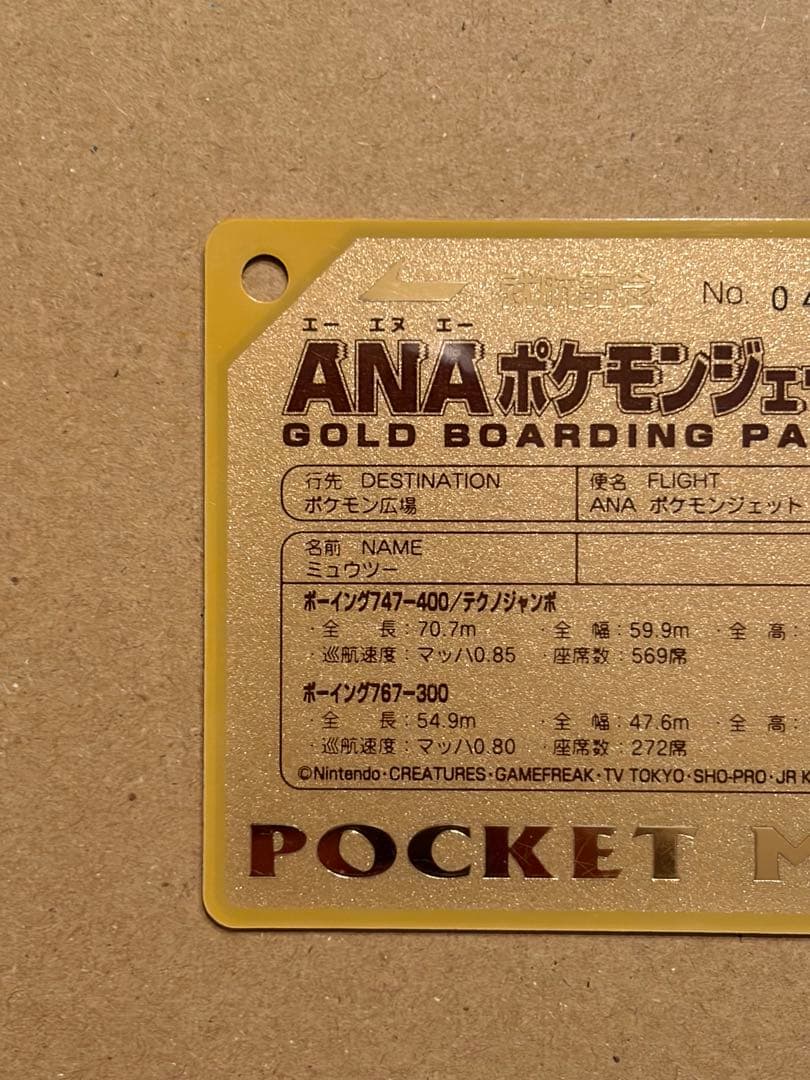 就航記念 No. 04
エー エヌ エー
ANAポケモンジェッ
GOLD BOARDING PA
行先 DESTINATION 便名 FLIGHT
ポケモン広場 ANA ポケモンジェット
名前 NAME
ミュウツー
ボーイング747-400/テクノジャンボ
・全 長：70.7m ・全 幅：59.9m ・全 高：
・巡航速度：マッハ0.85 ・座席数：569席
ボーイング767-300
・全 長：54.9m ・全 幅：47.6m ・全 高：
・巡航速度：マッハ0.80 ・座席数：272席
©Nintendo・CREATURES・GAMEFREAK・TV TOKYO・SHO-PRO・JR K
POCKET M